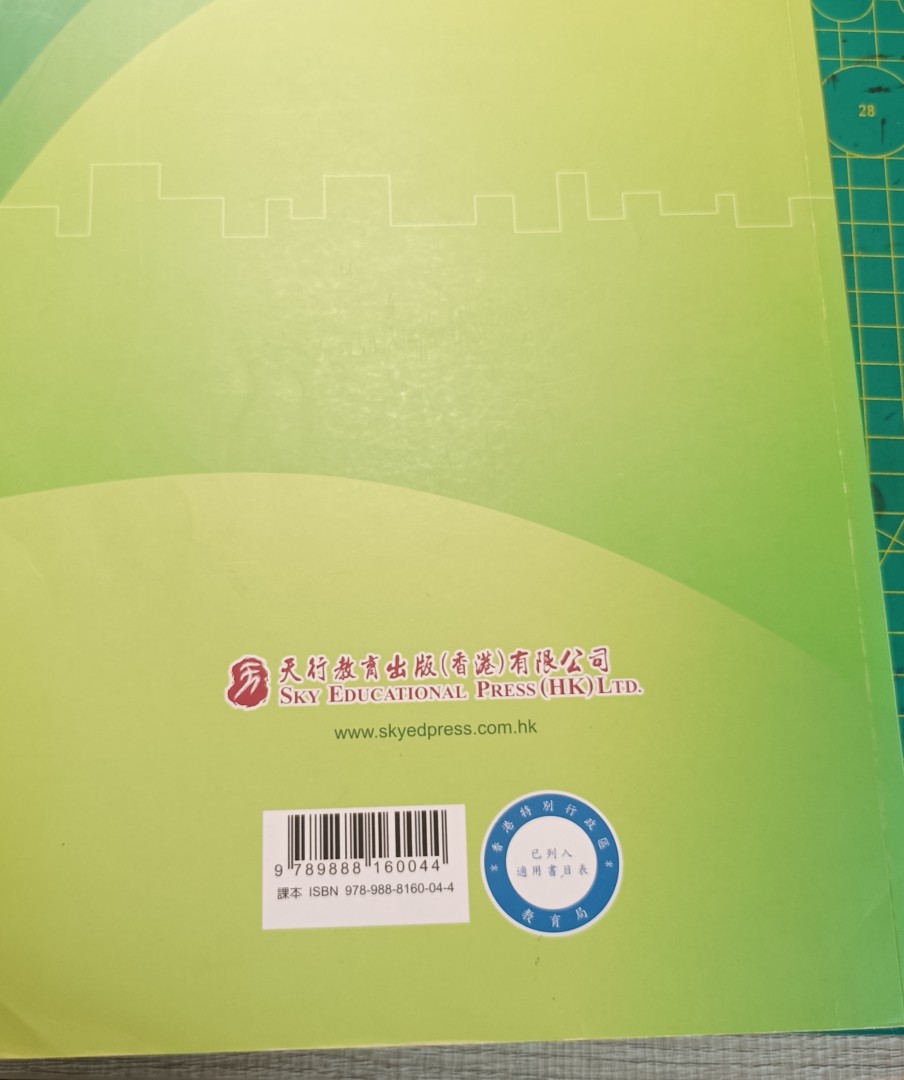 28
天行教育出版(香港)有限公司
SKY EDUCATIONAL PRESS (HK) LTD.
www.skyedpress.com.hk
9 789888 160044
課本 ISBN 978-988-8160-04-4
* 香港特別行政區 *
已列入
適用書目表
教育局